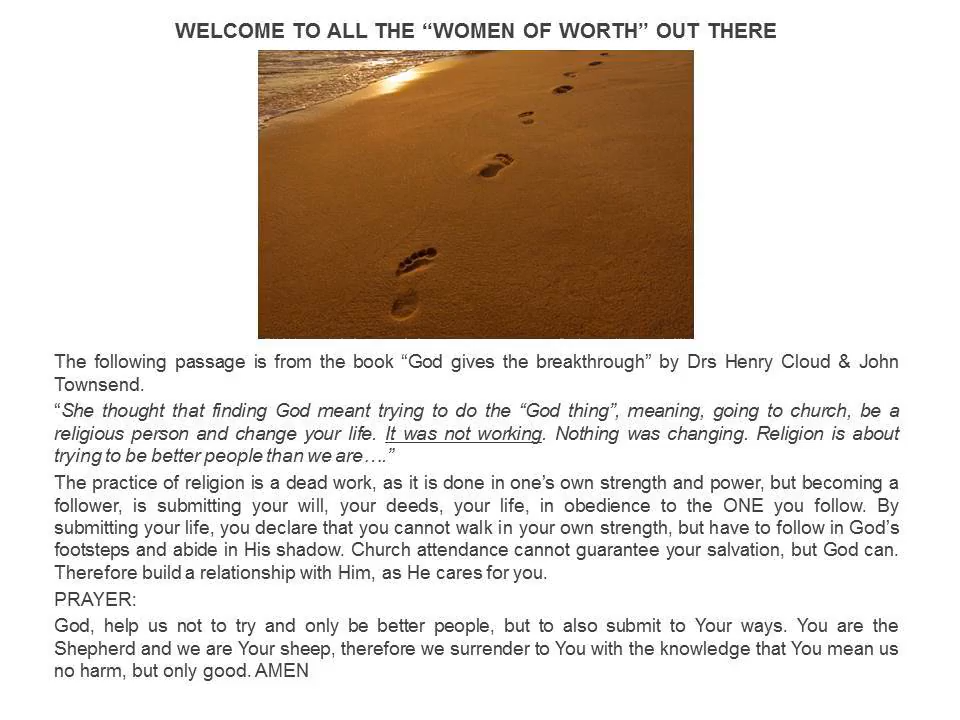 WELCOME TO ALL THE “WOMEN OF WORTH” OUT THERE
The following passage is from the book “God gives the breakthrough” by Drs Henry Cloud & John
Townsend.
“She thought that finding God meant trying to do the “God thing”, meaning, going to church, be a
religious person and change your life. It was not working. Nothing was changing. Religion is about
trying to be better people than we are….”
The practice of religion is a dead work, as it is done in one’s own strength and power, but becoming a
follower, is submitting your will, your deeds, your life, in obedience to the ONE you follow. By
submitting your life, you declare that you cannot walk in your own strength, but have to follow in God’s
footsteps and abide in His shadow. Church attendance cannot guarantee your salvation, but God can.
Therefore build a relationship with Him, as He cares for you.
PRAYER:
God, help us not to try and only be better people, but to also submit to Your ways. You are the
Shepherd and we are Your sheep, therefore we surrender to You with the knowledge that You mean us
no harm, but only good. AMEN